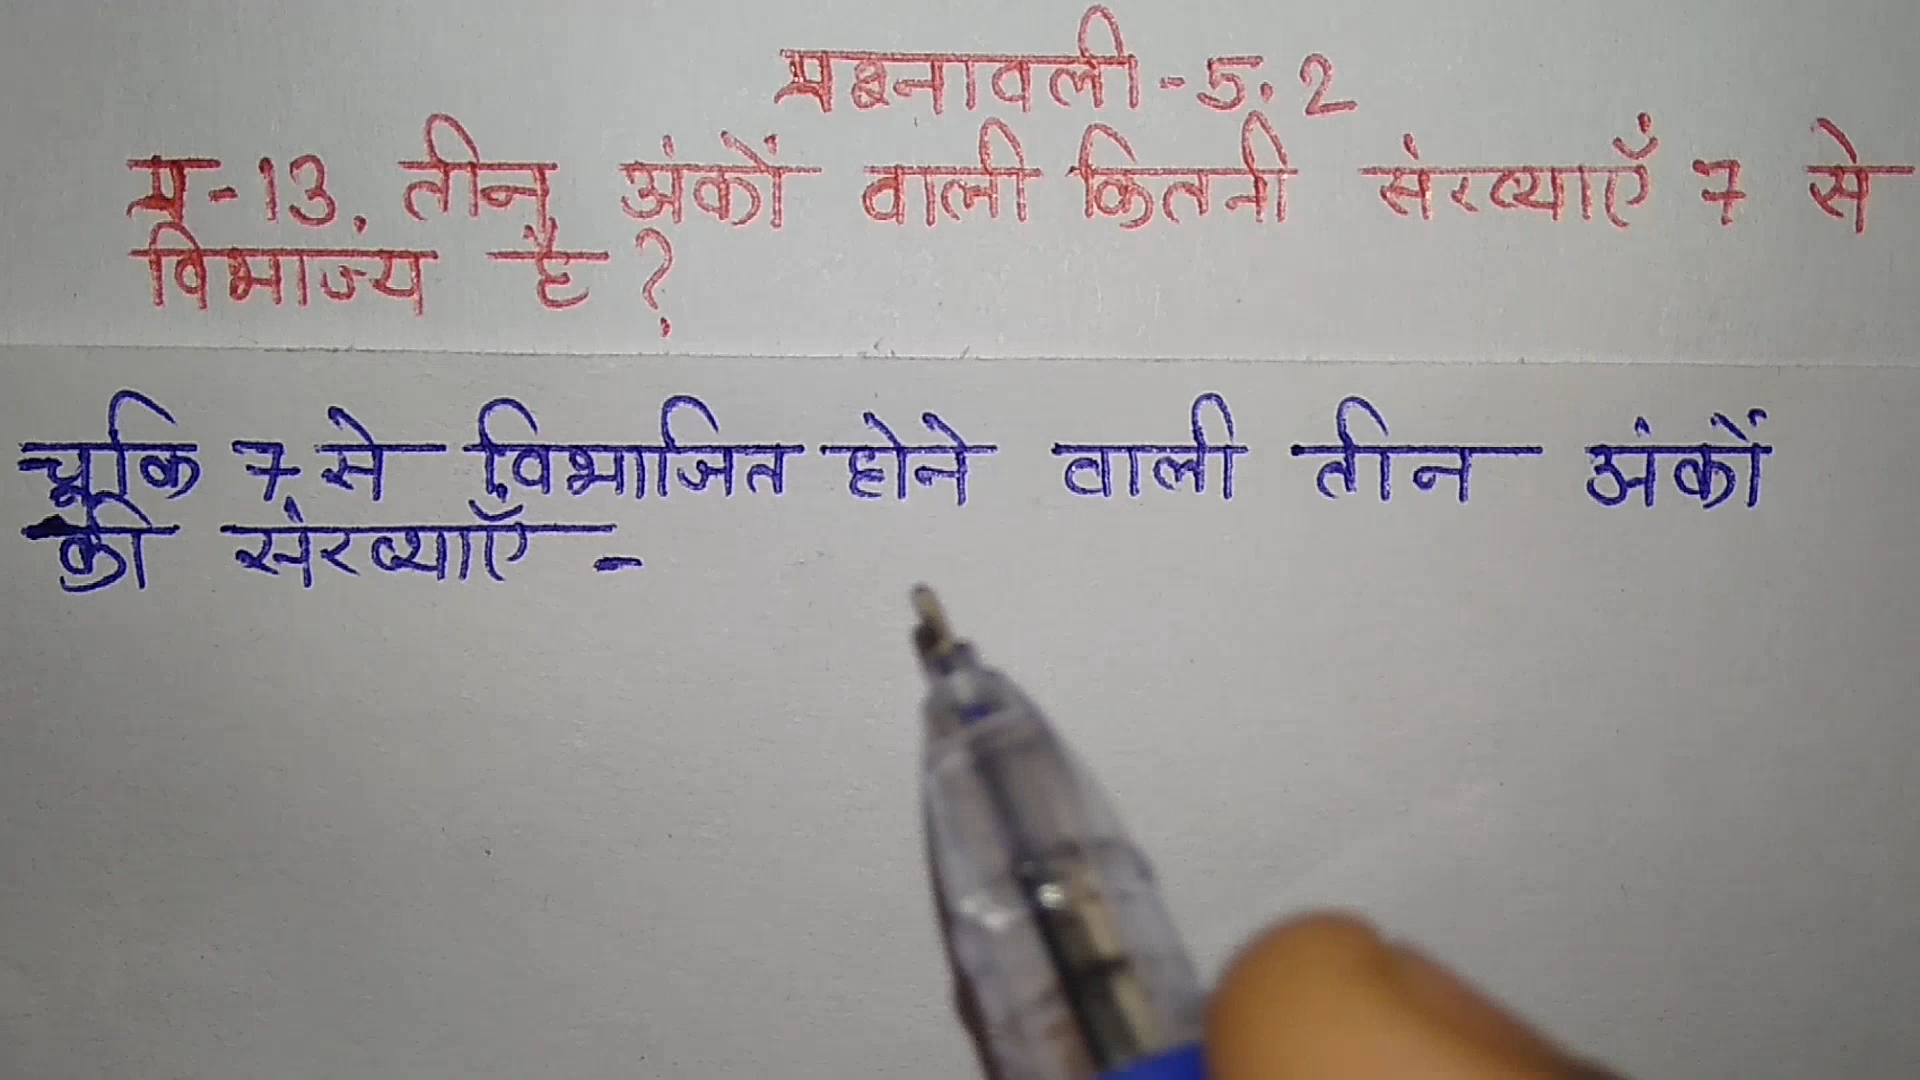 प्रश्नावली-5.2
प्र-13. तीन अंकों वाली कितनी संख्याएँ 7 से
विभाज्य है?
चूकि 7 से विभाजित होने वाली तीन अंकों
की संख्याएँ -